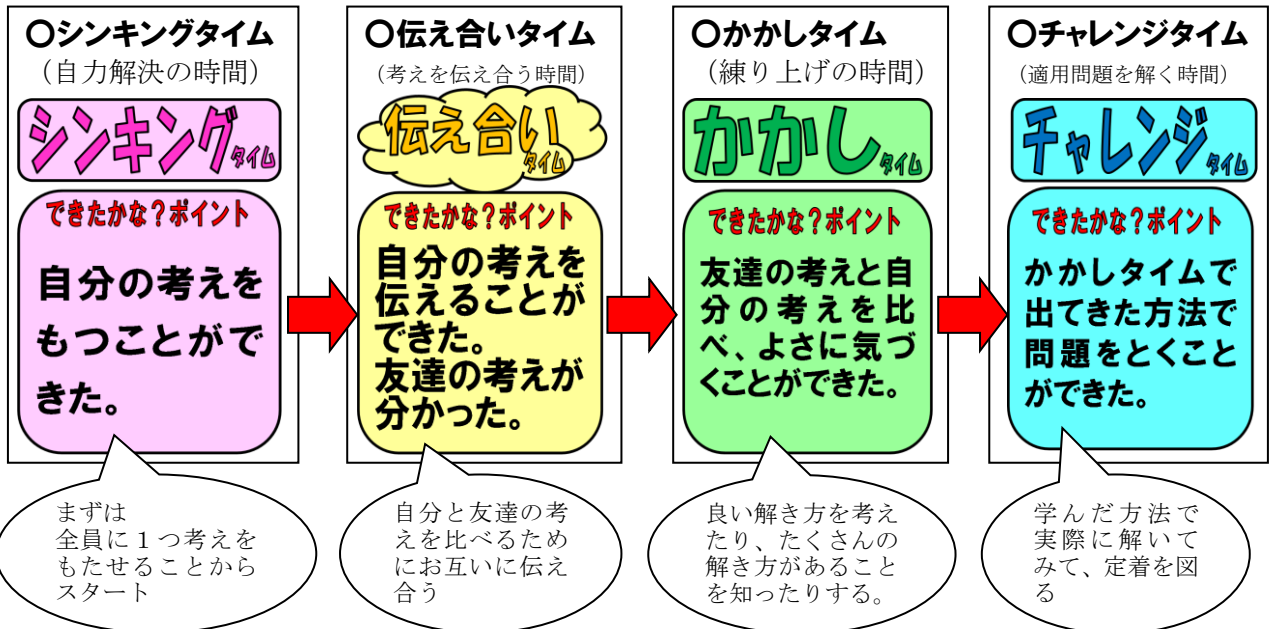 〇シンキングタイム
（自力解決の時間）
シンキングタイム
できたかな？ポイント
自分の考えを
もつことがで
きた。
まずは
全員に１つ考えを
もたせることから
スタート
〇伝え合いタイム
（考えを伝え合う時間）
伝え合いタイム
できたかな？ポイント
自分の考えを
伝えることが
できた。
友達の考えが
分かった。
自分と友達の考
えを比べるため
にお互いに伝え
合う
〇かかしタイム
（練り上げの時間）
かかしタイム
できたかな？ポイント
友達の考えと自
分の考えを比
べ、よさに気づ
くことができた。
良い解き方を考え
たり、たくさんの
解き方があること
を知ったりする。
〇チャレンジタイム
（適用問題を解く時間）
チャレンジタイム
できたかな？ポイント
かかしタイムで
出てきた方法で
問題をとくこと
ができた。
学んだ方法で
実際に解いて
みて、定着を図
る